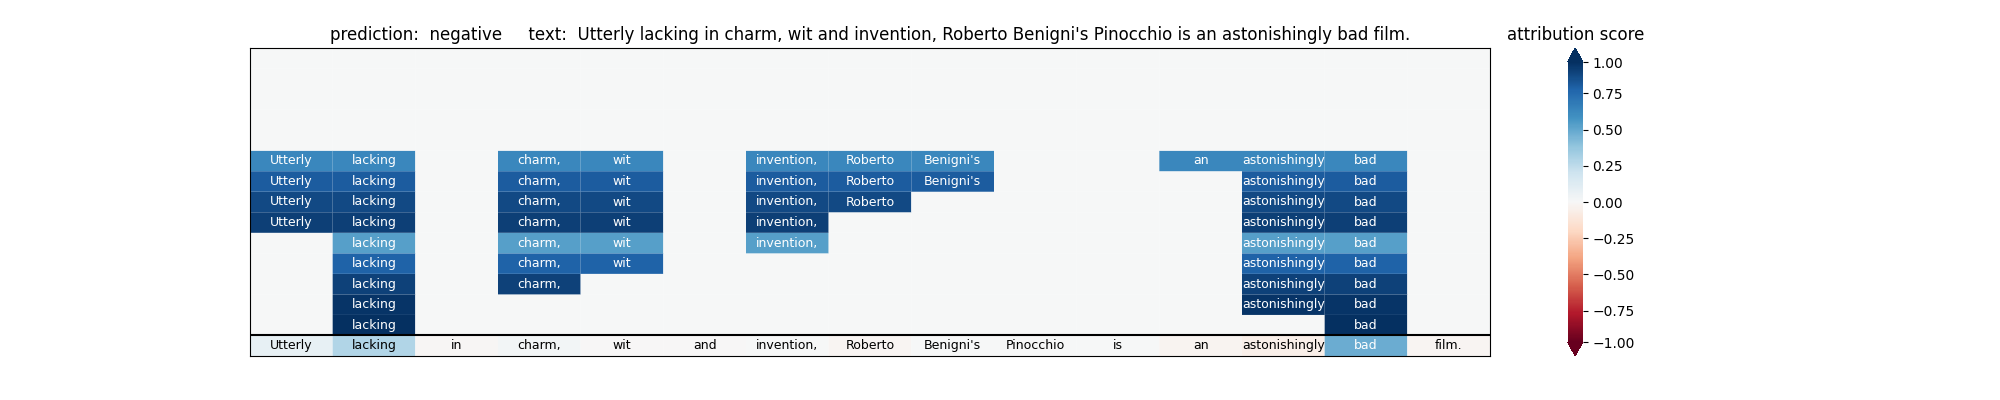 prediction:  negative     text:  Utterly lacking in charm, wit and invention, Roberto Benigni's Pinocchio is an astonishingly bad film.
attribution score
Utterly lacking charm, wit invention, Roberto Benigni's an astonishingly bad
Utterly lacking charm, wit invention, Roberto Benigni's astonishingly bad
Utterly lacking charm, wit invention, Roberto astonishingly bad
Utterly lacking charm, wit invention, astonishingly bad
lacking charm, wit invention, astonishingly bad
lacking charm, wit astonishingly bad
lacking charm, astonishingly bad
lacking astonishingly bad
lacking bad
Utterly lacking in charm, wit and invention, Roberto Benigni's Pinocchio is an astonishingly bad film.
1.00
0.75
0.50
0.25
0.00
−0.25
−0.50
−0.75
−1.00